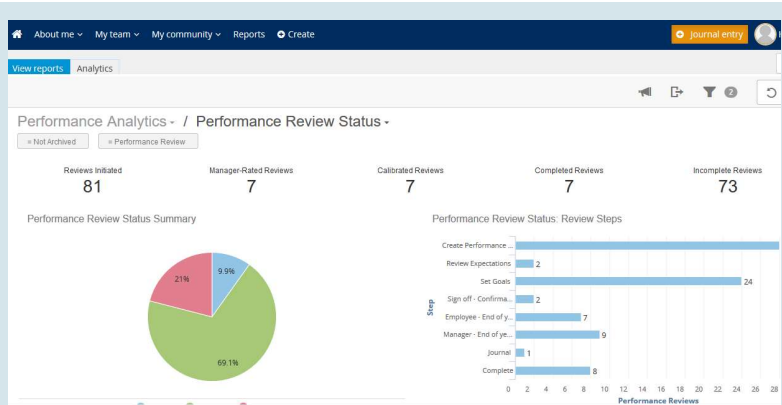 About me My team My community Reports Create Journal entry
View reports Analytics
2
Performance Analytics / Performance Review Status
Not Archived Performance Review
Reviews Initiated Manager-Rated Reviews Calibrated Reviews Completed Reviews Incomplete Reviews
81 7 7 7 73
Performance Review Status Summary
9.9%
21%
69.1%
Performance Review Status: Review Steps
Step
Create Performance ...
Review Expectations 2
Set Goals 24
Sign off - Confirma... 2
Employee - End of y... 7
Manager - End of ye... 9
Journal 1
Complete 8
0 2 4 6 8 10 12 14 16 18 20 22 24 26 28
Performance Reviews